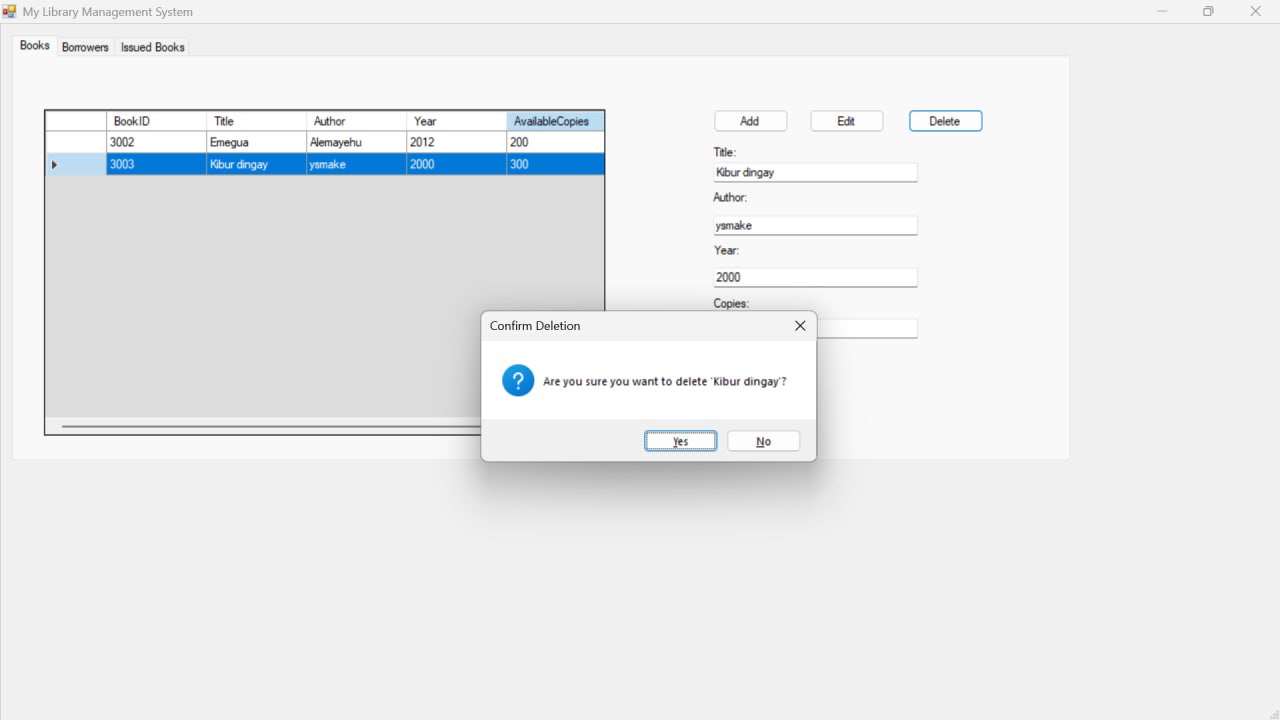 My Library Management System
Books Borrowers Issued Books
BookID Title Author Year AvailableCopies
3002 Emegua Alemayehu 2012 200
3003 Kibur dingay ysmake 2000 300
Add Edit Delete
Title:
Kibur dingay
Author:
ysmake
Year:
2000
Copies:
Confirm Deletion
Are you sure you want to delete 'Kibur dingay'?
Yes No